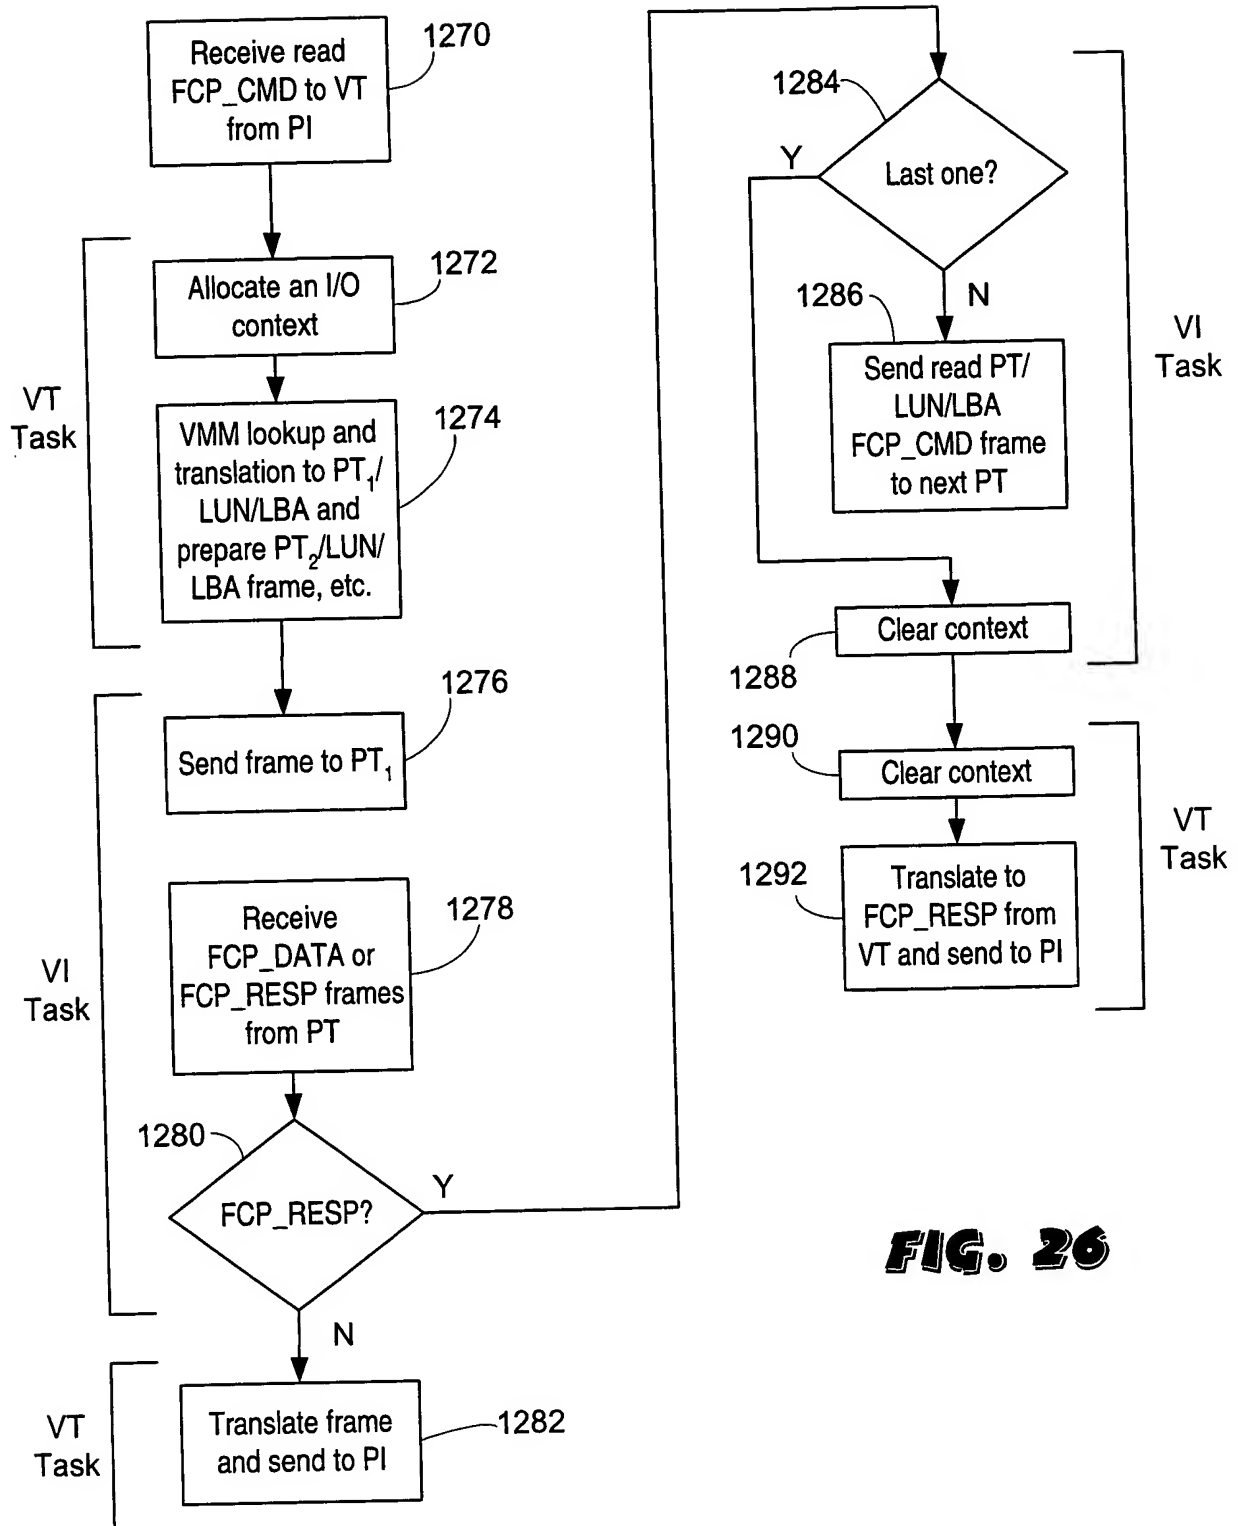 1270
Receive read
FCP_CMD to VT
from PI
1272
Allocate an I/O
context
VT
Task
1274
VMM lookup and
translation to PT1/
LUN/LBA and
prepare PT2/LUN/
LBA frame, etc.
1276
Send frame to PT1
1278
Receive
FCP_DATA or
FCP_RESP frames
from PT
VI
Task
1280
FCP_RESP?
Y
N
VT
Task
Translate frame
and send to PI
1282
1284
Last one?
Y
N
1286
Send read PT/
LUN/LBA
FCP_CMD frame
to next PT
VI
Task
Clear context
1288
1290
Clear context
VT
Task
1292
Translate to
FCP_RESP from
VT and send to PI
FIG. 26